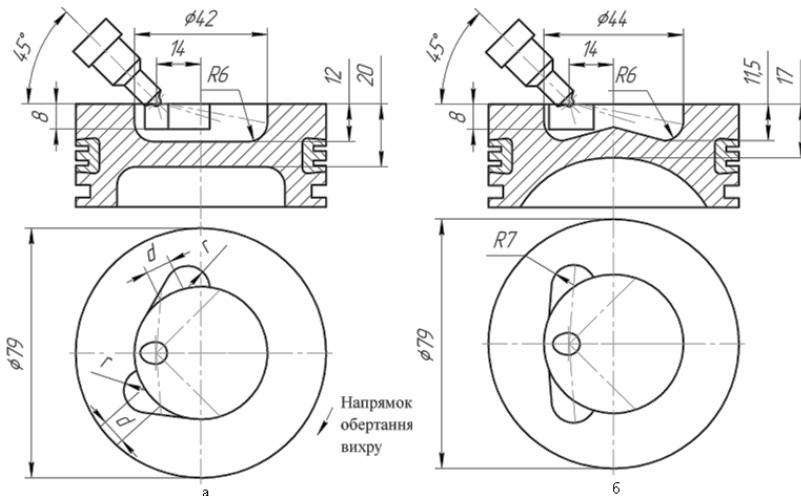 ϕ42
45°
14
R6
8
12
20
ϕ44
45°
14
R6
8
11,5
17
d
r
ϕ79
r
d
Напрямок
обертання
вихру
а
R7
ϕ79
б